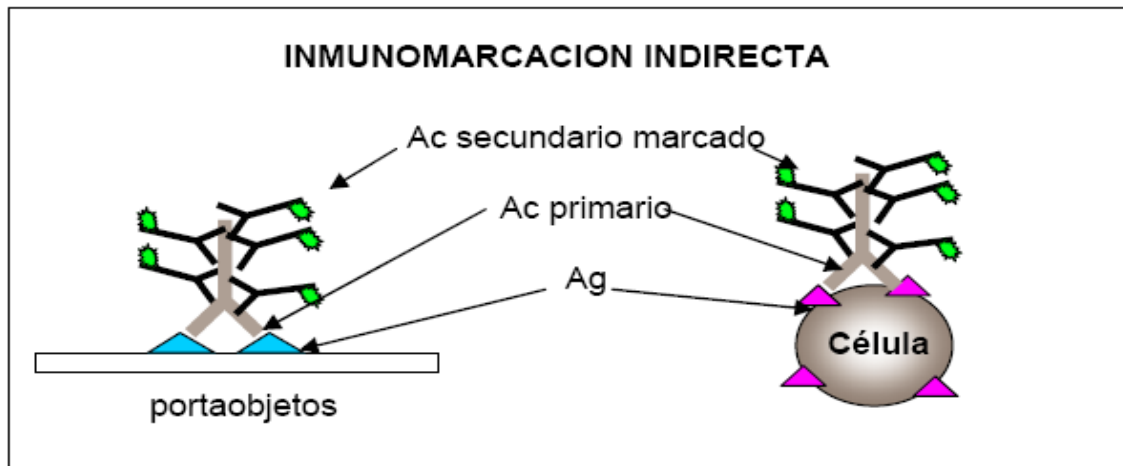 INMUNOMARCACION INDIRECTA
Ac secundario marcado
Ac primario
Ag
Célula
portaobjetos